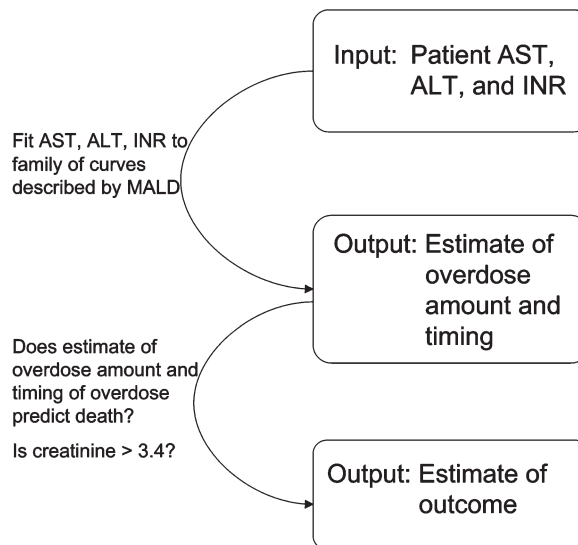 Input: Patient AST,
ALT, and INR
Fit AST, ALT, INR to
family of curves
described by MALD
Output: Estimate of
overdose
amount and
timing
Does estimate of
overdose amount and
timing of overdose
predict death?
Is creatinine > 3.4?
Output: Estimate of
outcome